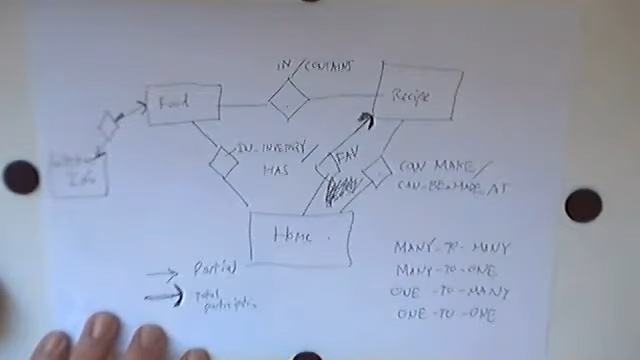 IN/CONTAINS
Food
Recipe
IN-INVENTORY/
HAS
FAV
CAN MAKE/
CAN-BE-MADE AT
Home
Partial
Total
participation
MANY-TO-MANY
MANY-TO-ONE
ONE-TO-MANY
ONE-TO-ONE